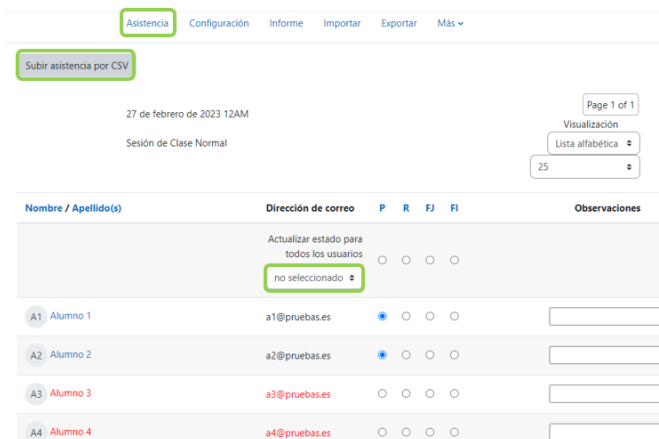 Asistencia Configuración Informe Importar Exportar Más
Subir asistencia por CSV
Page 1 of 1
27 de febrero de 2023 12AM
Visualización
Sesión de Clase Normal
Lista alfabética
25
Nombre / Apellido(s) Dirección de correo P R FJ FI Observaciones
Actualizar estado para
todos los usuarios
no seleccionado
A1 Alumno 1 a1@pruebas.es
A2 Alumno 2 a2@pruebas.es
A3 Alumno 3 a3@pruebas.es
A4 Alumno 4 a4@pruebas.es